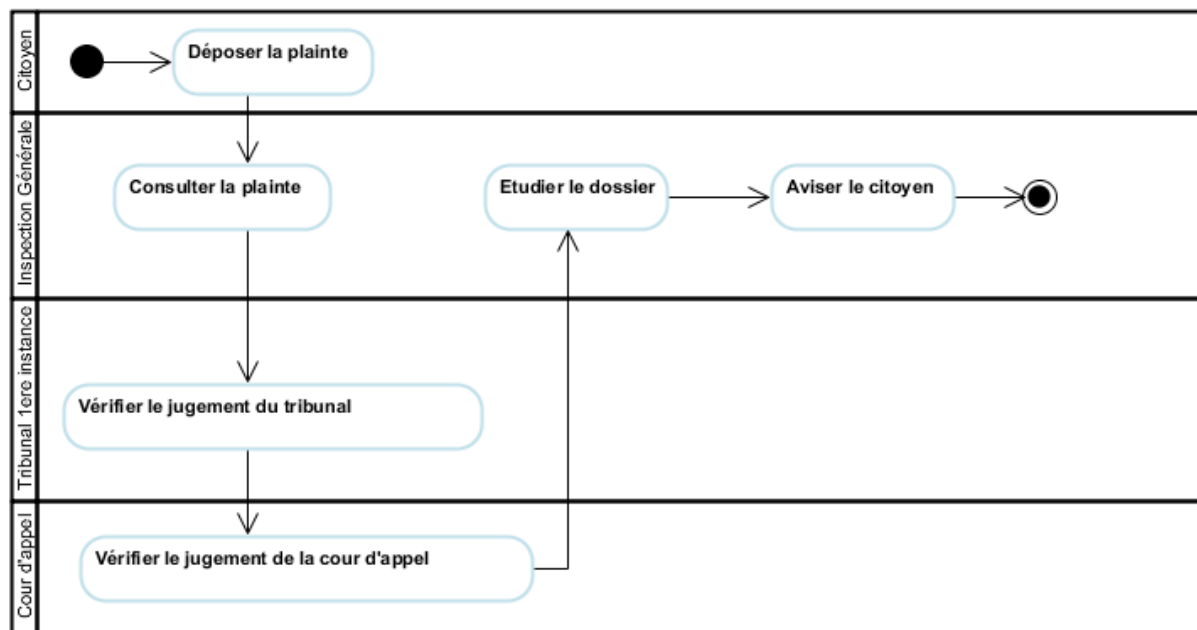 Citoyen
Déposer la plainte
Inspection Générale
Consulter la plainte
Etudier le dossier
Aviser le citoyen
Tribunal 1ere instance
Vérifier le jugement du tribunal
Cour d'appel
Vérifier le jugement de la cour d'appel